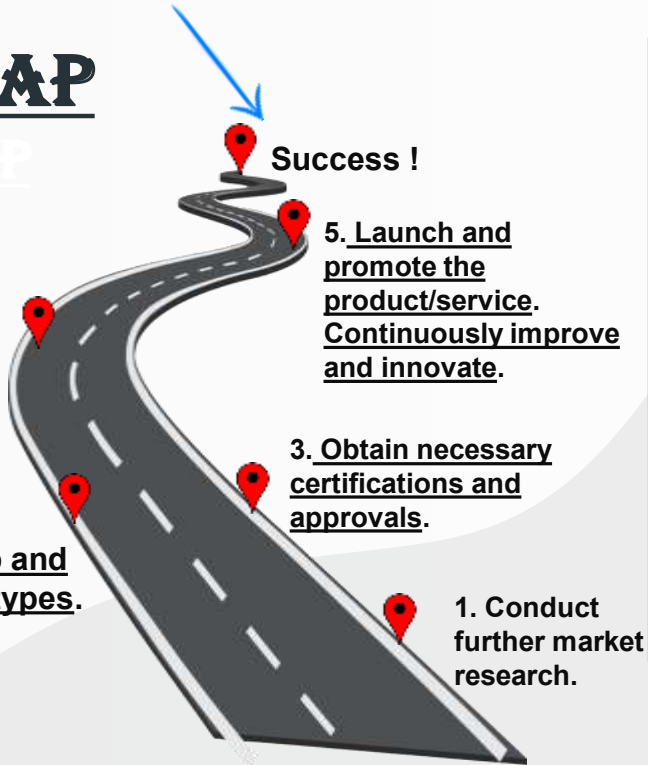 AP
Success !
5. Launch and
promote the
product/service.
Continuously improve
and innovate.
3. Obtain necessary
certifications and
approvals.
and
types.
1. Conduct
further market
research.